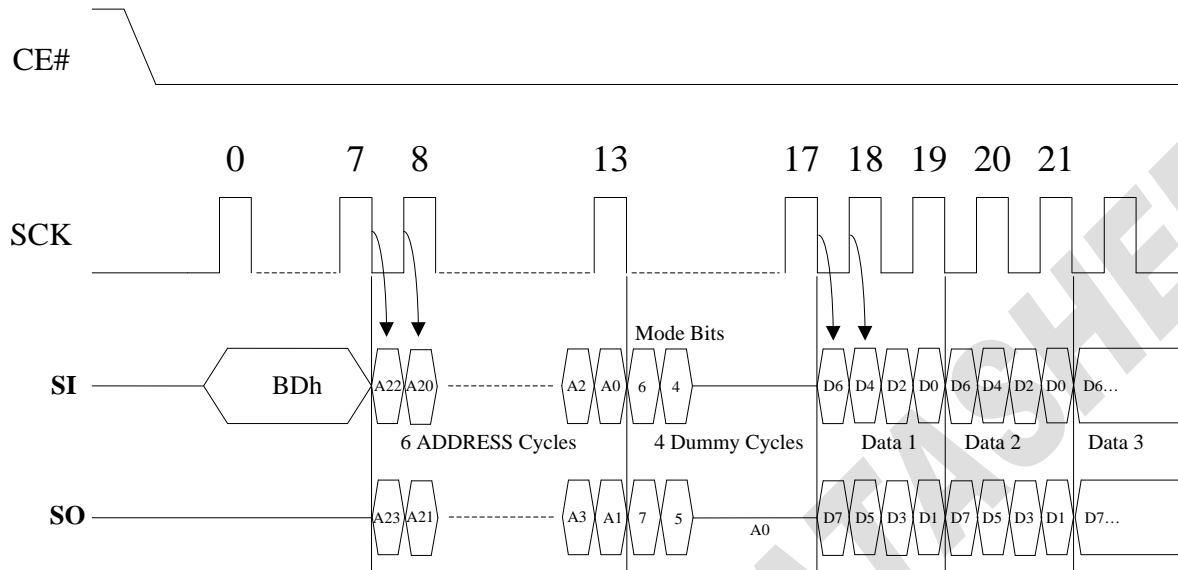 CE#
0 7 8 13 17 18 19 20 21
SCK
Mode Bits
SI BDh A22 A20 A2 A0 6 4 D6 D4 D2 D0 D6 D4 D2 D0 D6...
6 ADDRESS Cycles 4 Dummy Cycles Data 1 Data 2 Data 3
SO A23 A21 A3 A1 7 5 A0 D7 D5 D3 D1 D7 D5 D3 D1 D7...